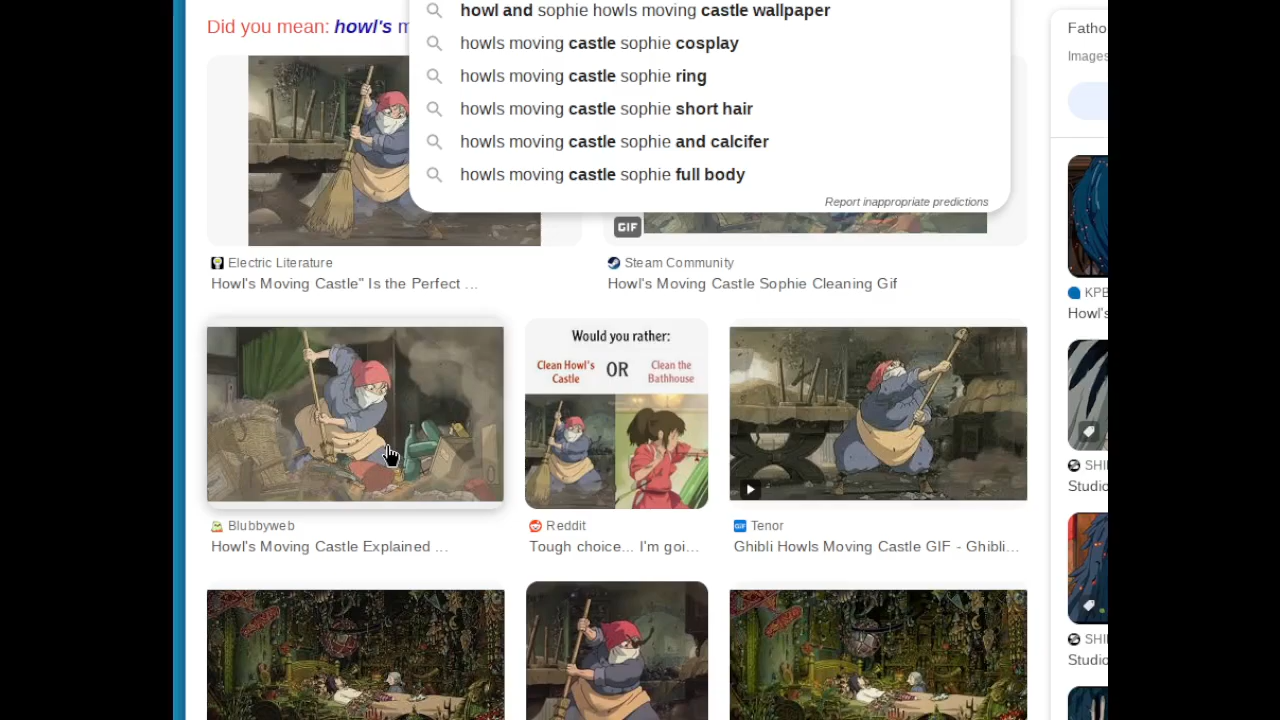 howl and sophie howls moving castle wallpaper
Did you mean: howl's m
howls moving castle sophie cosplay
howls moving castle sophie ring
howls moving castle sophie short hair
howls moving castle sophie and calcifer
howls moving castle sophie full body
Report inappropriate predictions
Fatho
Images
GIF
Electric Literature
Howl's Moving Castle" Is the Perfect ...
Steam Community
Howl's Moving Castle Sophie Cleaning Gif
KPB
Howl's
Would you rather:
Clean Howl's
Castle
OR
Clean the
Bathhouse
SHI
Studio
Blubbyweb
Howl's Moving Castle Explained ...
Reddit
Tough choice... I'm goi...
GIF
Tenor
Ghibli Howls Moving Castle GIF - Ghibli...
SHI
Studio